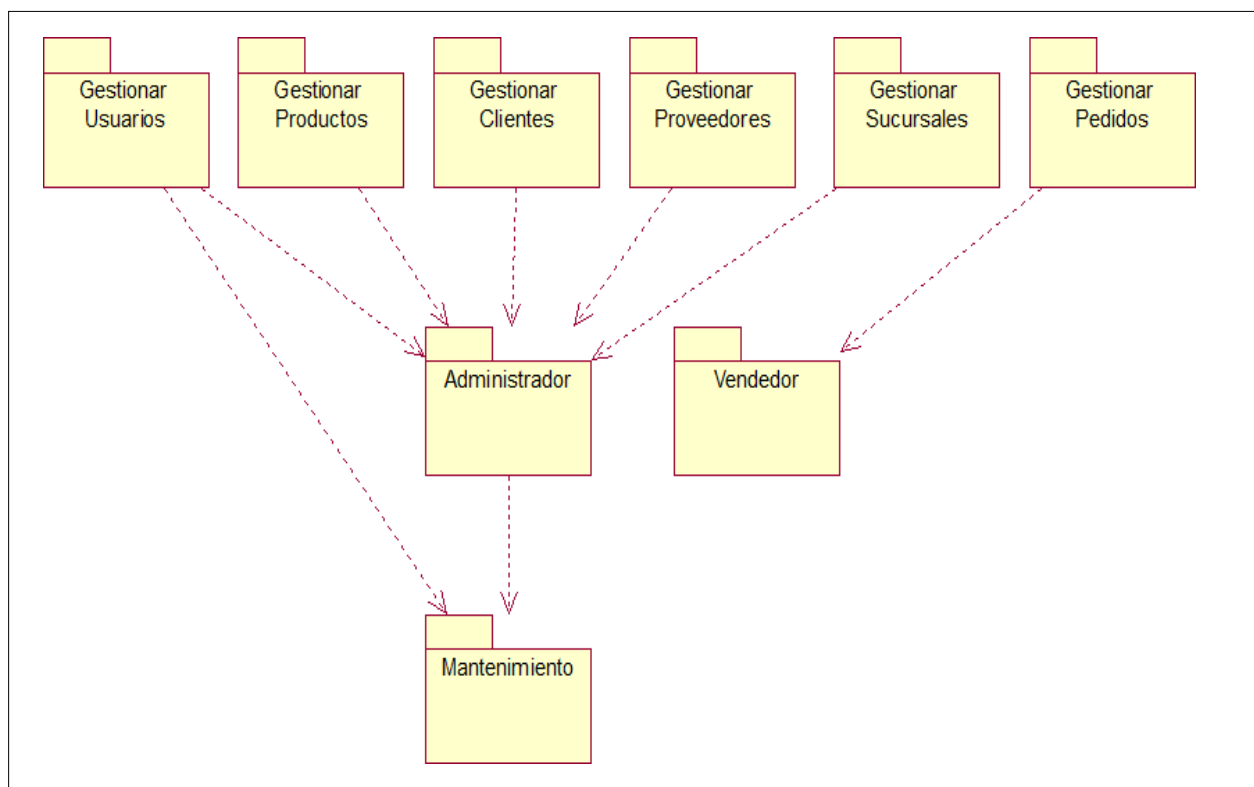 Gestionar
Usuarios
Gestionar
Productos
Gestionar
Clientes
Gestionar
Proveedores
Gestionar
Sucursales
Gestionar
Pedidos
Administrador
Vendedor
Mantenimiento